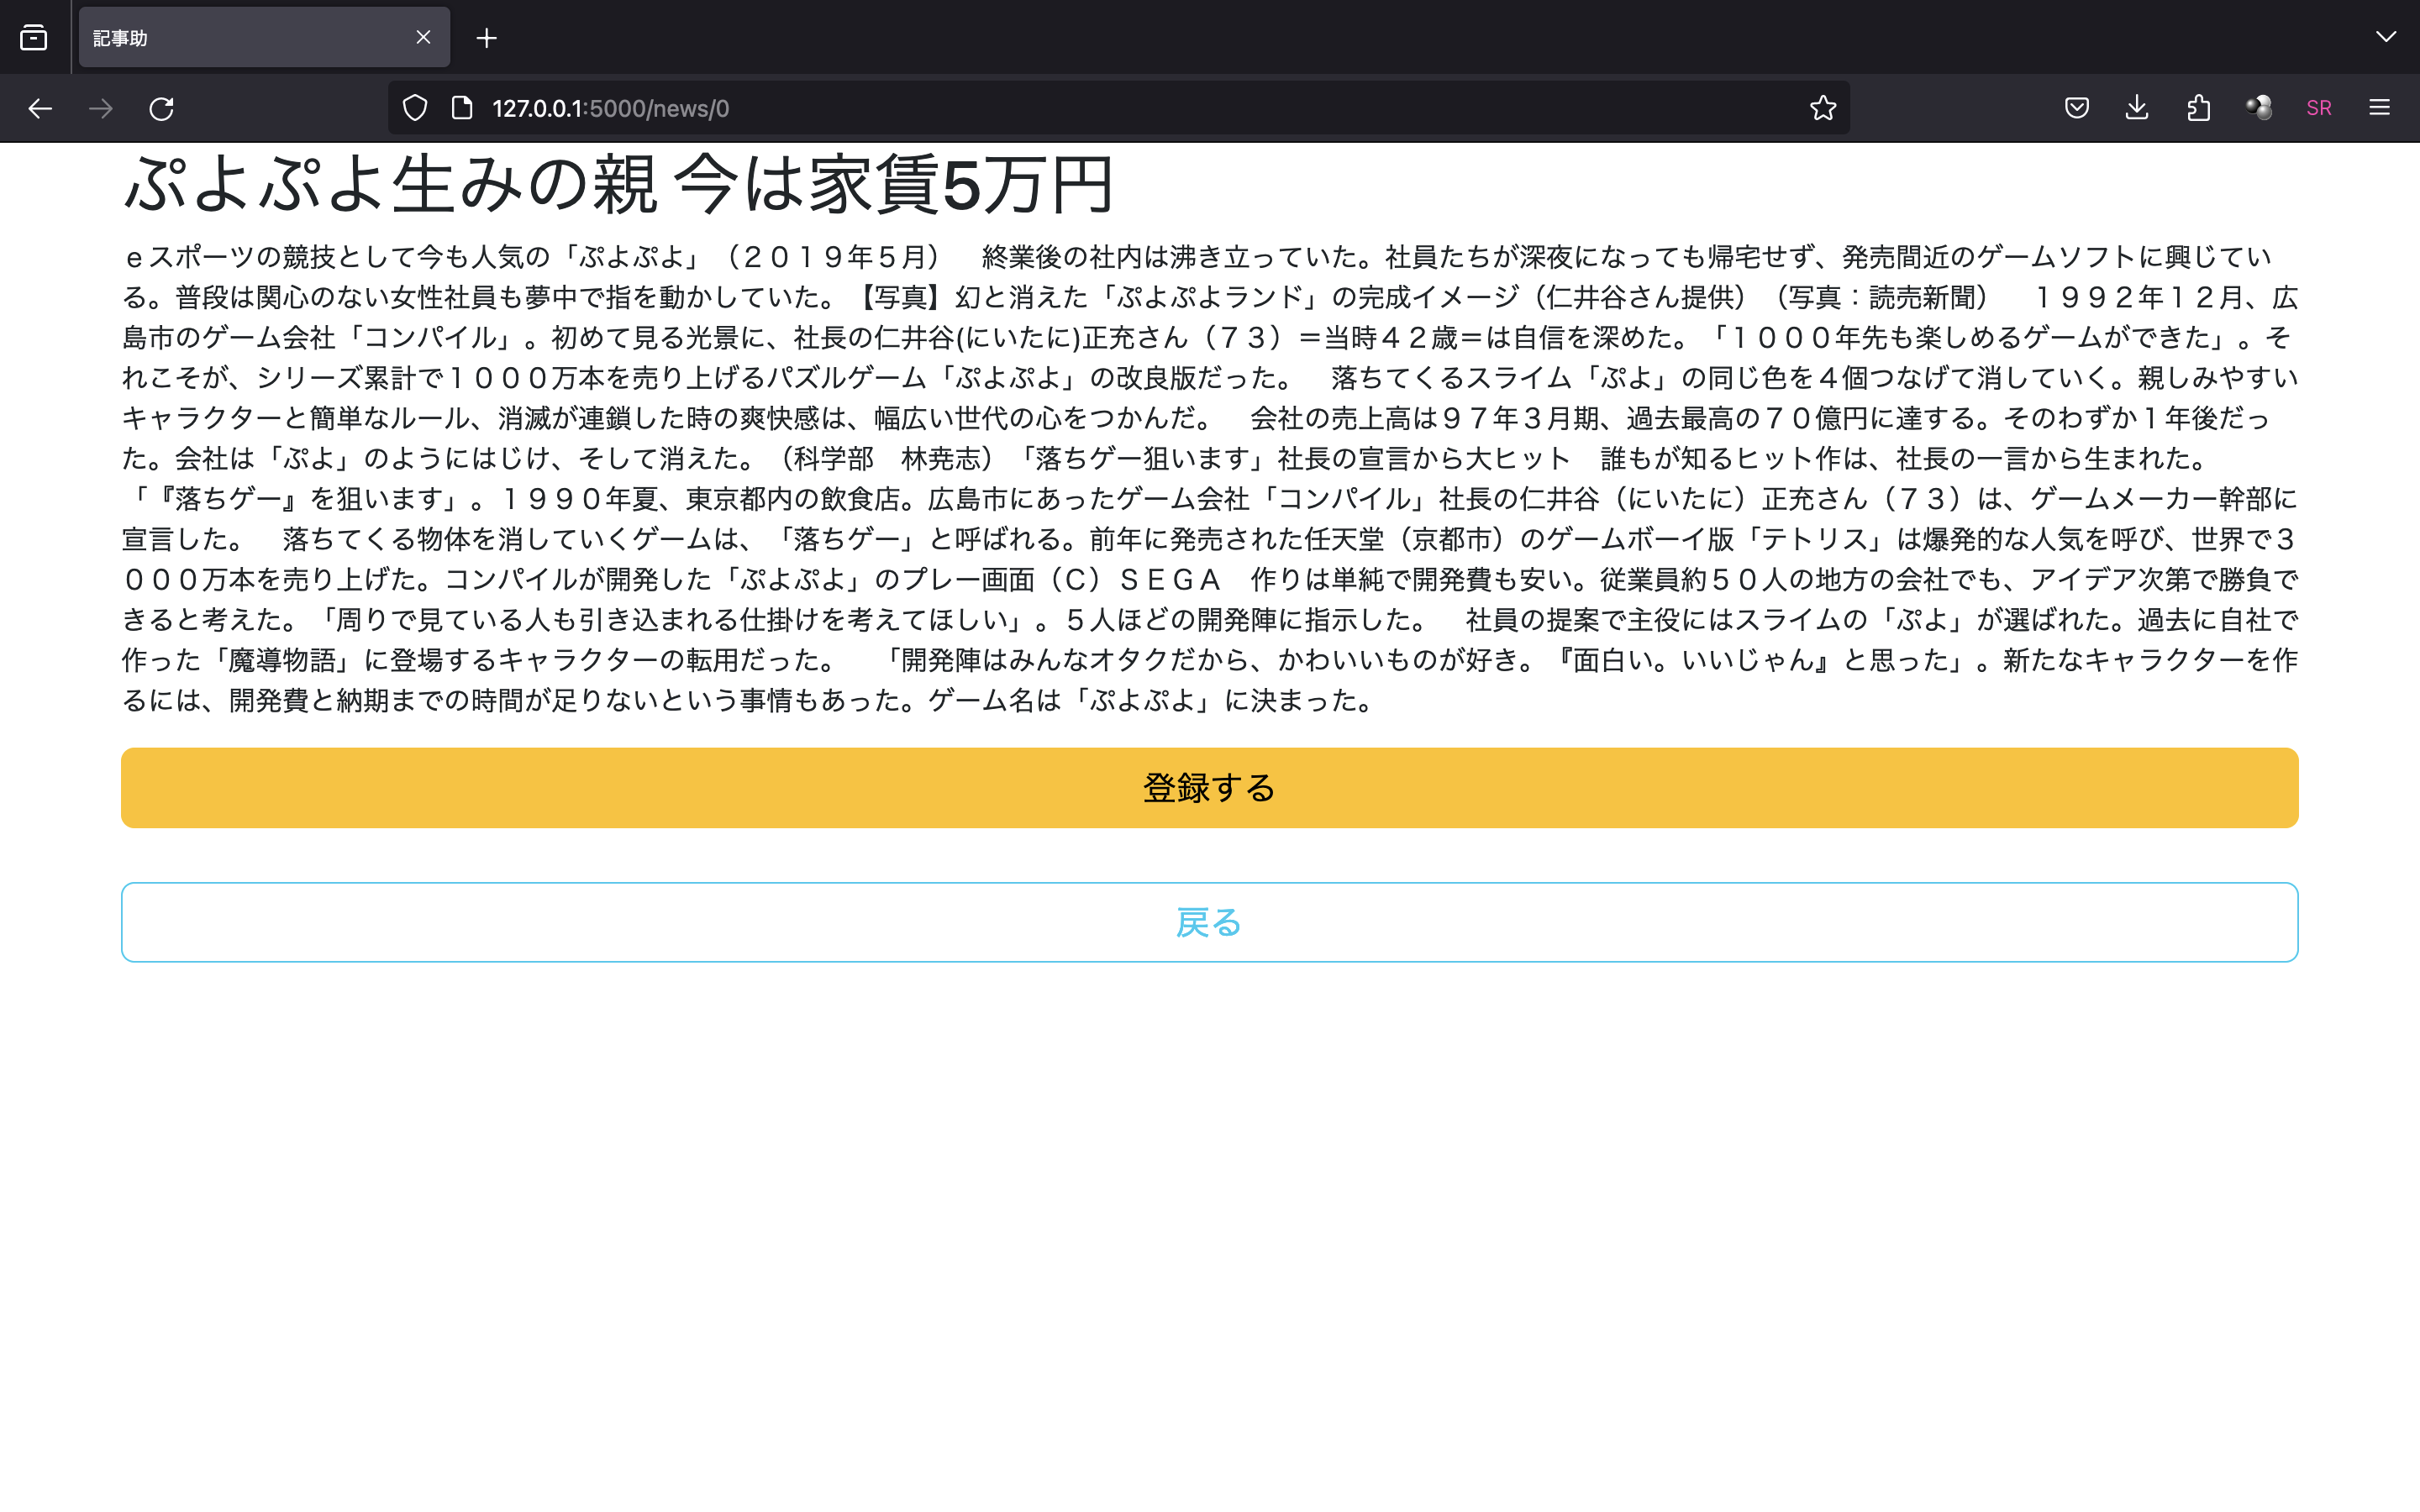 記事助
127.0.0.1:5000/news/0
SR
ぷよぷよ生みの親 今は家賃5万円
ｅスポーツの競技として今も人気の「ぷよぷよ」（２０１９年５月）　終業後の社内は沸き立っていた。社員たちが深夜になっても帰宅せず、発売間近のゲームソフトに興じてい
る。普段は関心のない女性社員も夢中で指を動かしていた。【写真】幻と消えた「ぷよぷよランド」の完成イメージ（仁井谷さん提供）（写真：読売新聞）　１９９２年１２月、広
島市のゲーム会社「コンパイル」。初めて見る光景に、社長の仁井谷(にいたに)正充さん（７３）＝当時４２歳＝は自信を深めた。「１０００年先も楽しめるゲームができた」。そ
れこそが、シリーズ累計で１０００万本を売り上げるパズルゲーム「ぷよぷよ」の改良版だった。　落ちてくるスライム「ぷよ」の同じ色を４個つなげて消していく。親しみやすい
キャラクターと簡単なルール、消滅が連鎖した時の爽快感は、幅広い世代の心をつかんだ。　会社の売上高は９７年３月期、過去最高の７０億円に達する。そのわずか１年後だっ
た。会社は「ぷよ」のようにはじけ、そして消えた。（科学部　林尭志）「落ちゲー狙います」社長の宣言から大ヒット　誰もが知るヒット作は、社長の一言から生まれた。
「『落ちゲー』を狙います」。１９９０年夏、東京都内の飲食店。広島市にあったゲーム会社「コンパイル」社長の仁井谷（にいたに）正充さん（７３）は、ゲームメーカー幹部に
宣言した。　落ちてくる物体を消していくゲームは、「落ちゲー」と呼ばれる。前年に発売された任天堂（京都市）のゲームボーイ版「テトリス」は爆発的な人気を呼び、世界で３
０００万本を売り上げた。コンパイルが開発した「ぷよぷよ」のプレー画面（Ｃ）ＳＥＧＡ　作りは単純で開発費も安い。従業員約５０人の地方の会社でも、アイデア次第で勝負で
きると考えた。「周りで見ている人も引き込まれる仕掛けを考えてほしい」。５人ほどの開発陣に指示した。　社員の提案で主役にはスライムの「ぷよ」が選ばれた。過去に自社で
作った「魔導物語」に登場するキャラクターの転用だった。　「開発陣はみんなオタクだから、かわいいものが好き。『面白い。いいじゃん』と思った」。新たなキャラクターを作
るには、開発費と納期までの時間が足りないという事情もあった。ゲーム名は「ぷよぷよ」に決まった。
登録する
戻る